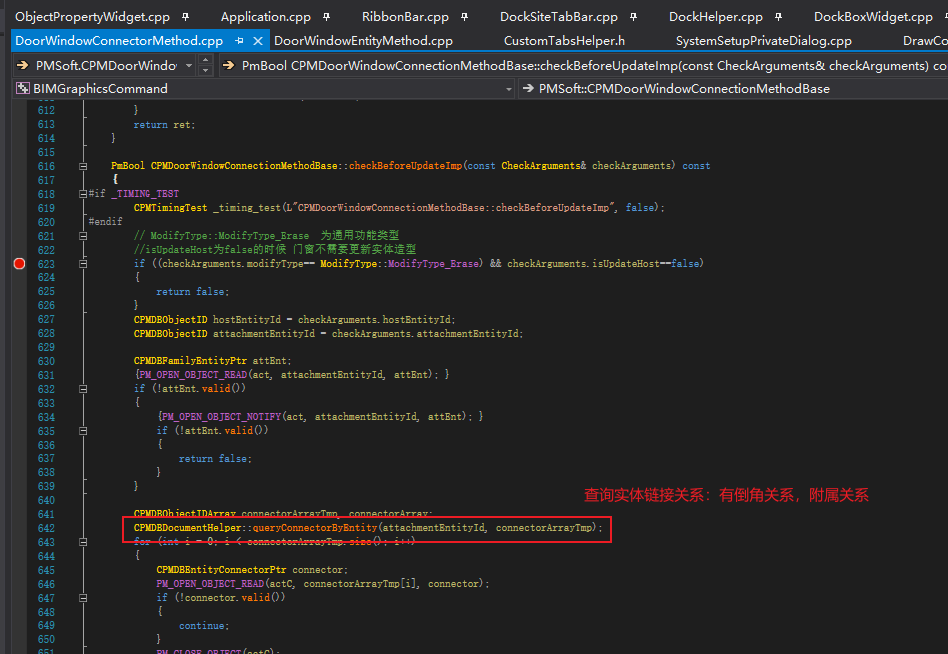 ObjectPropertyWidget.cpp Application.cpp RibbonBar.cpp DockSiteTabBar.cpp DockHelper.cpp DockBoxWidget.cpp
DoorWindowConnectorMethod.cpp DoorWindowEntityMethod.cpp CustomTabsHelper.h SystemSetupPrivateDialog.cpp DrawCo
PMSoft.CPMDoorWindo PmBool CPMDoorWindowConnectionMethodBase::checkBeforeUpdateImp(const CheckArguments& checkArguments) co
BIMGraphicsCommand PMSoft::CPMDoorWindowConnectionMethodBase
612 }
613 return ret;
614 }
615
616 PmBool CPMDoorWindowConnectionMethodBase::checkBeforeUpdateImp(const CheckArguments& checkArguments) const
617 {
618 #if _TIMING_TEST
619 CPMTimingTest _timing_test(L"CPMDoorWindowConnectionMethodBase::checkBeforeUpdateImp", false);
620 #endif
621 // ModifyType::ModifyType_Erase 为通用功能类型
622 //isUpdateHost为false的时候 门窗不需要更新实体造型
623 if ((checkArguments.modifyType== ModifyType::ModifyType_Erase) && checkArguments.isUpdateHost==false)
624 {
625 return false;
626 }
627 CPMDBObjectID hostEntityId = checkArguments.hostEntityId;
628 CPMDBObjectID attachmentEntityId = checkArguments.attachmentEntityId;
629
630 CPMDBFamilyEntityPtr attEnt;
631 {PM_OPEN_OBJECT_READ(act, attachmentEntityId, attEnt); }
632 if (!attEnt.valid())
633 {
634 {PM_OPEN_OBJECT_NOTIFY(act, attachmentEntityId, attEnt); }
635 if (!attEnt.valid())
636 {
637 return false;
638 }
639 }
640
查询实体链接关系：有倒角关系，附属关系
641 CPMDBObjectIDArray connectorArrayTmp, connectorArray;
642 CPMDBDocumentHelper::queryConnectorByEntity(attachmentEntityId, connectorArrayTmp);
643 for (int i = 0; i < connectorArrayTmp.size(); i++)
644 {
645 CPMDBEntityConnectorPtr connector;
646 PM_OPEN_OBJECT_READ(actC, connectorArrayTmp[i], connector);
647 if (!connector.valid())
648 {
649 continue;
650 }
651 PM_CLOSE_OBJECT(actC);